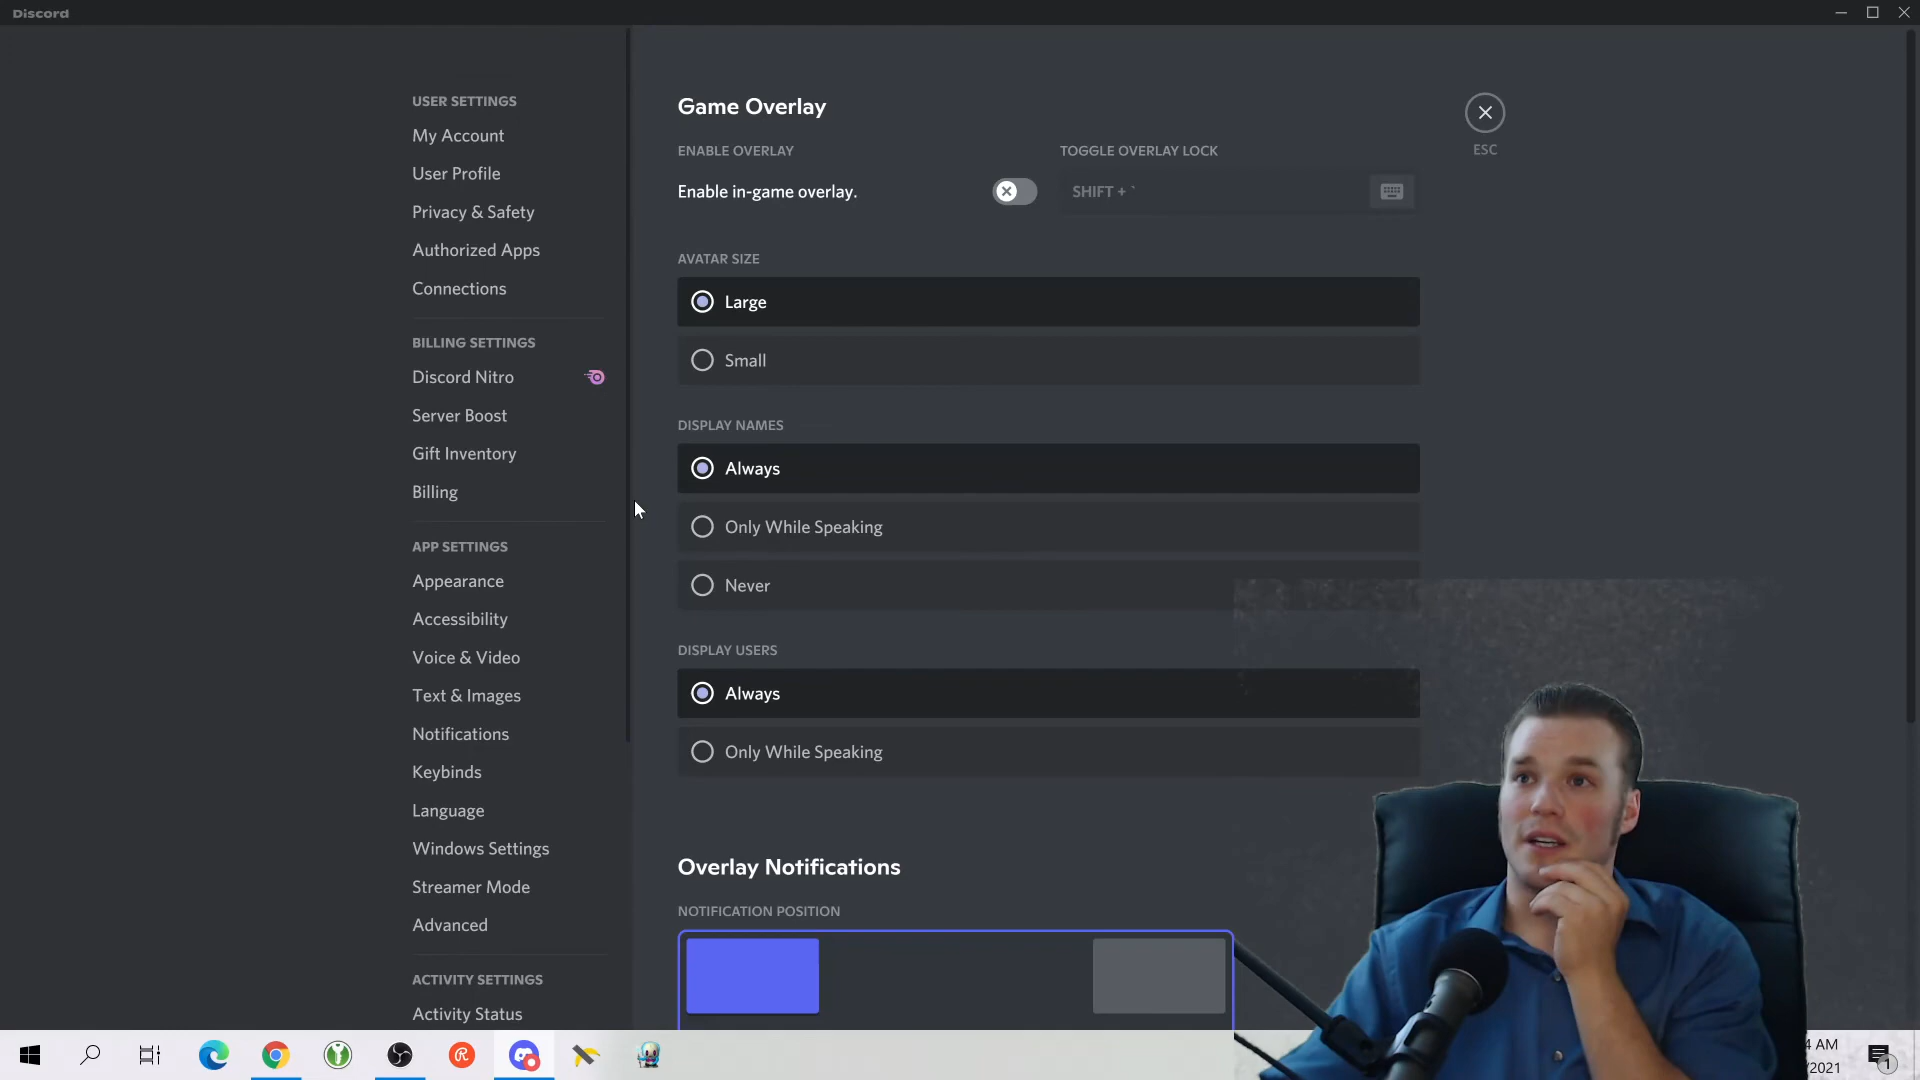 Discord
USER SETTINGS
My Account
User Profile
Privacy & Safety
Authorized Apps
Connections
BILLING SETTINGS
Discord Nitro
Server Boost
Gift Inventory
Billing
APP SETTINGS
Appearance
Accessibility
Voice & Video
Text & Images
Notifications
Keybinds
Language
Windows Settings
Streamer Mode
Advanced
ACTIVITY SETTINGS
Activity Status
Game Overlay
ENABLE OVERLAY
Enable in-game overlay.
TOGGLE OVERLAY LOCK
SHIFT + `
ESC
AVATAR SIZE
Large
Small
DISPLAY NAMES
Always
Only While Speaking
Never
DISPLAY USERS
Always
Only While Speaking
Overlay Notifications
NOTIFICATION POSITION
4 AM
/2021
1